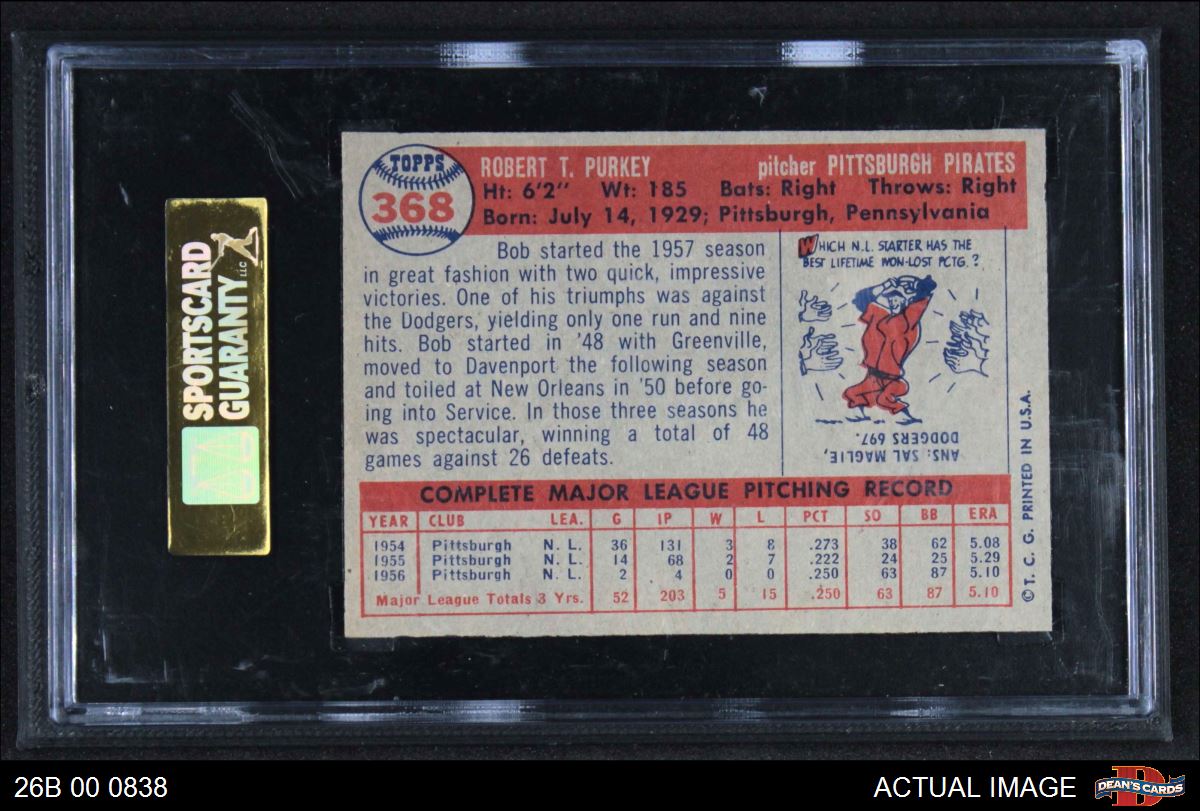 TOPPS
368
ROBERT T. PURKEY pitcher PITTSBURGH PIRATES
Ht: 6'2" Wt: 185 Bats: Right Throws: Right
Born: July 14, 1929; Pittsburgh, Pennsylvania
Bob started the 1957 season
in great fashion with two quick, impressive
victories. One of his triumphs was against
the Dodgers, yielding only one run and nine
hits. Bob started in '48 with Greenville,
moved to Davenport the following season
and toiled at New Orleans in '50 before go-
ing into Service. In those three seasons he
was spectacular, winning a total of 48
games against 26 defeats.
WHICH N.L. STARTER HAS THE
BEST LIFETIME WON-LOST PCTG.?
ANS: SAL MAGLIE,
DODGERS 697.
COMPLETE MAJOR LEAGUE PITCHING RECORD
YEAR CLUB LEA. G IP W L PCT SO BB ERA
1954 Pittsburgh N. L. 36 131 3 8 .273 38 62 5.08
1955 Pittsburgh N. L. 14 68 2 7 .222 24 25 5.29
1956 Pittsburgh N. L. 2 4 0 0 .250 63 87 5.10
Major League Totals 3 Yrs. 52 203 5 15 .250 63 87 5.10
© T. C. G. PRINTED IN U.S.A.
SPORTSCARD
GUARANTY LLC
26B 00 0838
ACTUAL IMAGE
DEAN'S CARDS